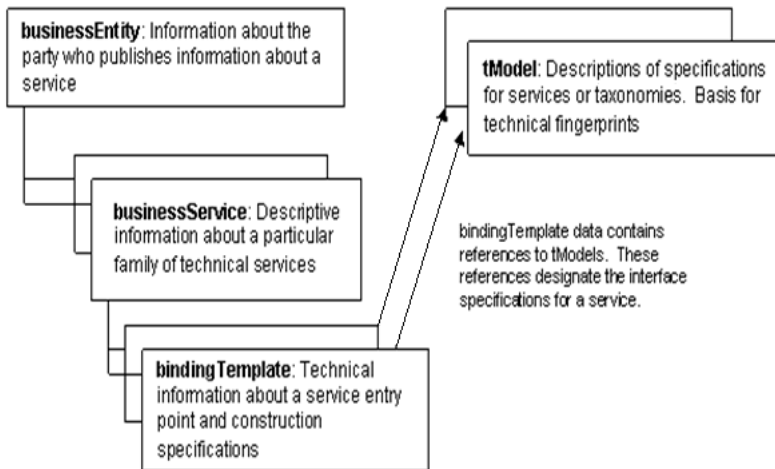 businessEntity: Information about the
party who publishes information about a
service
tModel: Descriptions of specifications
for services or taxonomies. Basis for
technical fingerprints
businessService: Descriptive
information about a particular
family of technical services
bindingTemplate data contains
references to tModels. These
references designate the interface
specifications for a service.
bindingTemplate: Technical
information about a service entry
point and construction
specifications